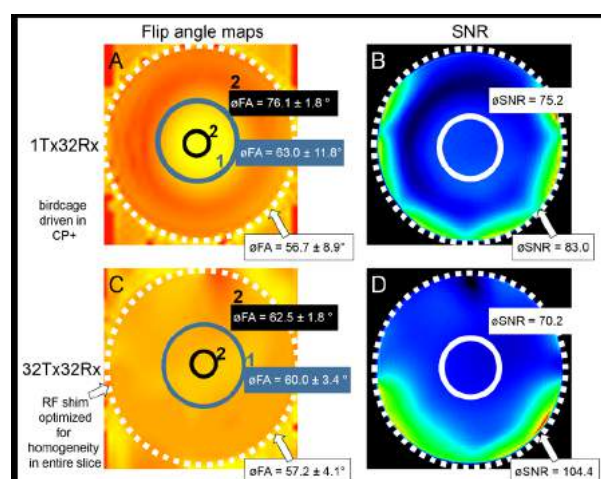 Flip angle maps
SNR
A
2
øFA = 76.1 ± 1.8 °
2
1
øFA = 63.0 ± 11.8°
øFA = 56.7 ± 8.9°
B
øSNR = 75.2
øSNR = 83.0
1Tx32Rx
birdcage
driven in
CP+
C
2
øFA = 62.5 ± 1.8 °
1
2
øFA = 60.0 ± 3.4 °
øFA = 57.2 ± 4.1°
D
øSNR = 70.2
øSNR = 104.4
32Tx32Rx
RF shim
optimized
for
homogeneity
in entire slice